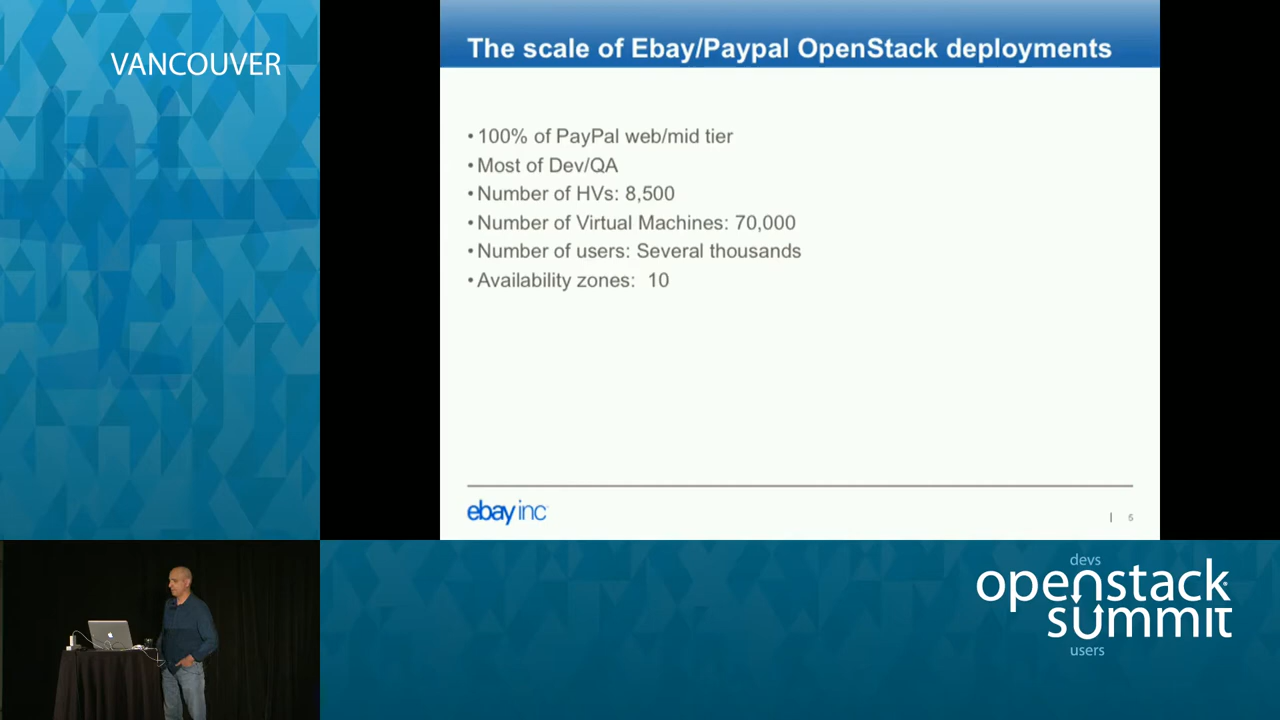 VANCOUVER
The scale of Ebay/Paypal OpenStack deployments
• 100% of PayPal web/mid tier
• Most of Dev/QA
• Number of HVs: 8,500
• Number of Virtual Machines: 70,000
• Number of users: Several thousands
• Availability zones: 10
ebay inc
| 6
devs
openstack
summit
users